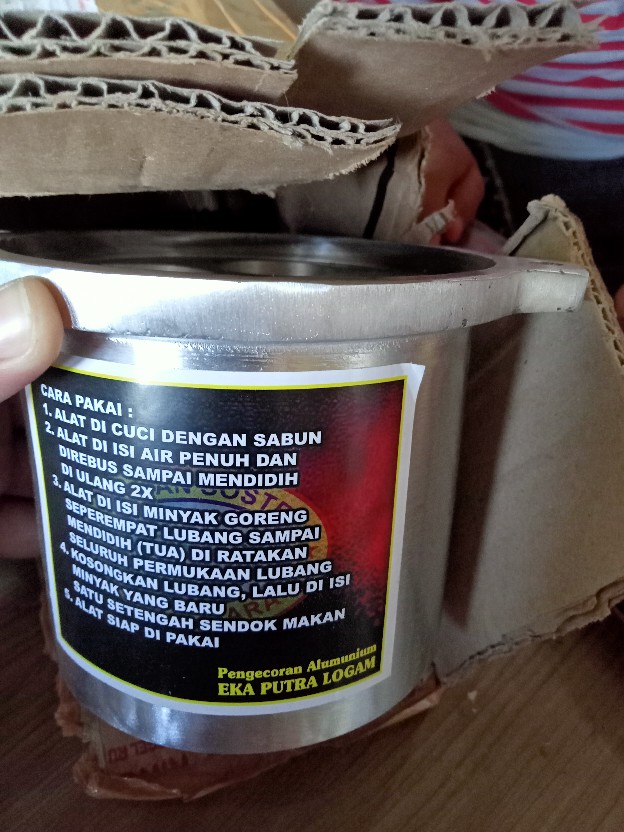 CARA PAKAI :
1. ALAT DI CUCI DENGAN SABUN
2. ALAT DI ISI AIR PENUH DAN
DIREBUS SAMPAI MENDIDIH
DI ULANG 2X
3. ALAT DI ISI MINYAK GORENG
SEPEREMPAT LUBANG SAMPAI
MENDIDIH (TUA) DI RATAKAN
SELURUH PERMUKAAN LUBANG
4. KOSONGKAN LUBANG, LALU DI ISI
MINYAK YANG BARU
SATU SETENGAH SENDOK MAKAN
5. ALAT SIAP DI PAKAI
Pengecoran Alumunium
EKA PUTRA LOGAM